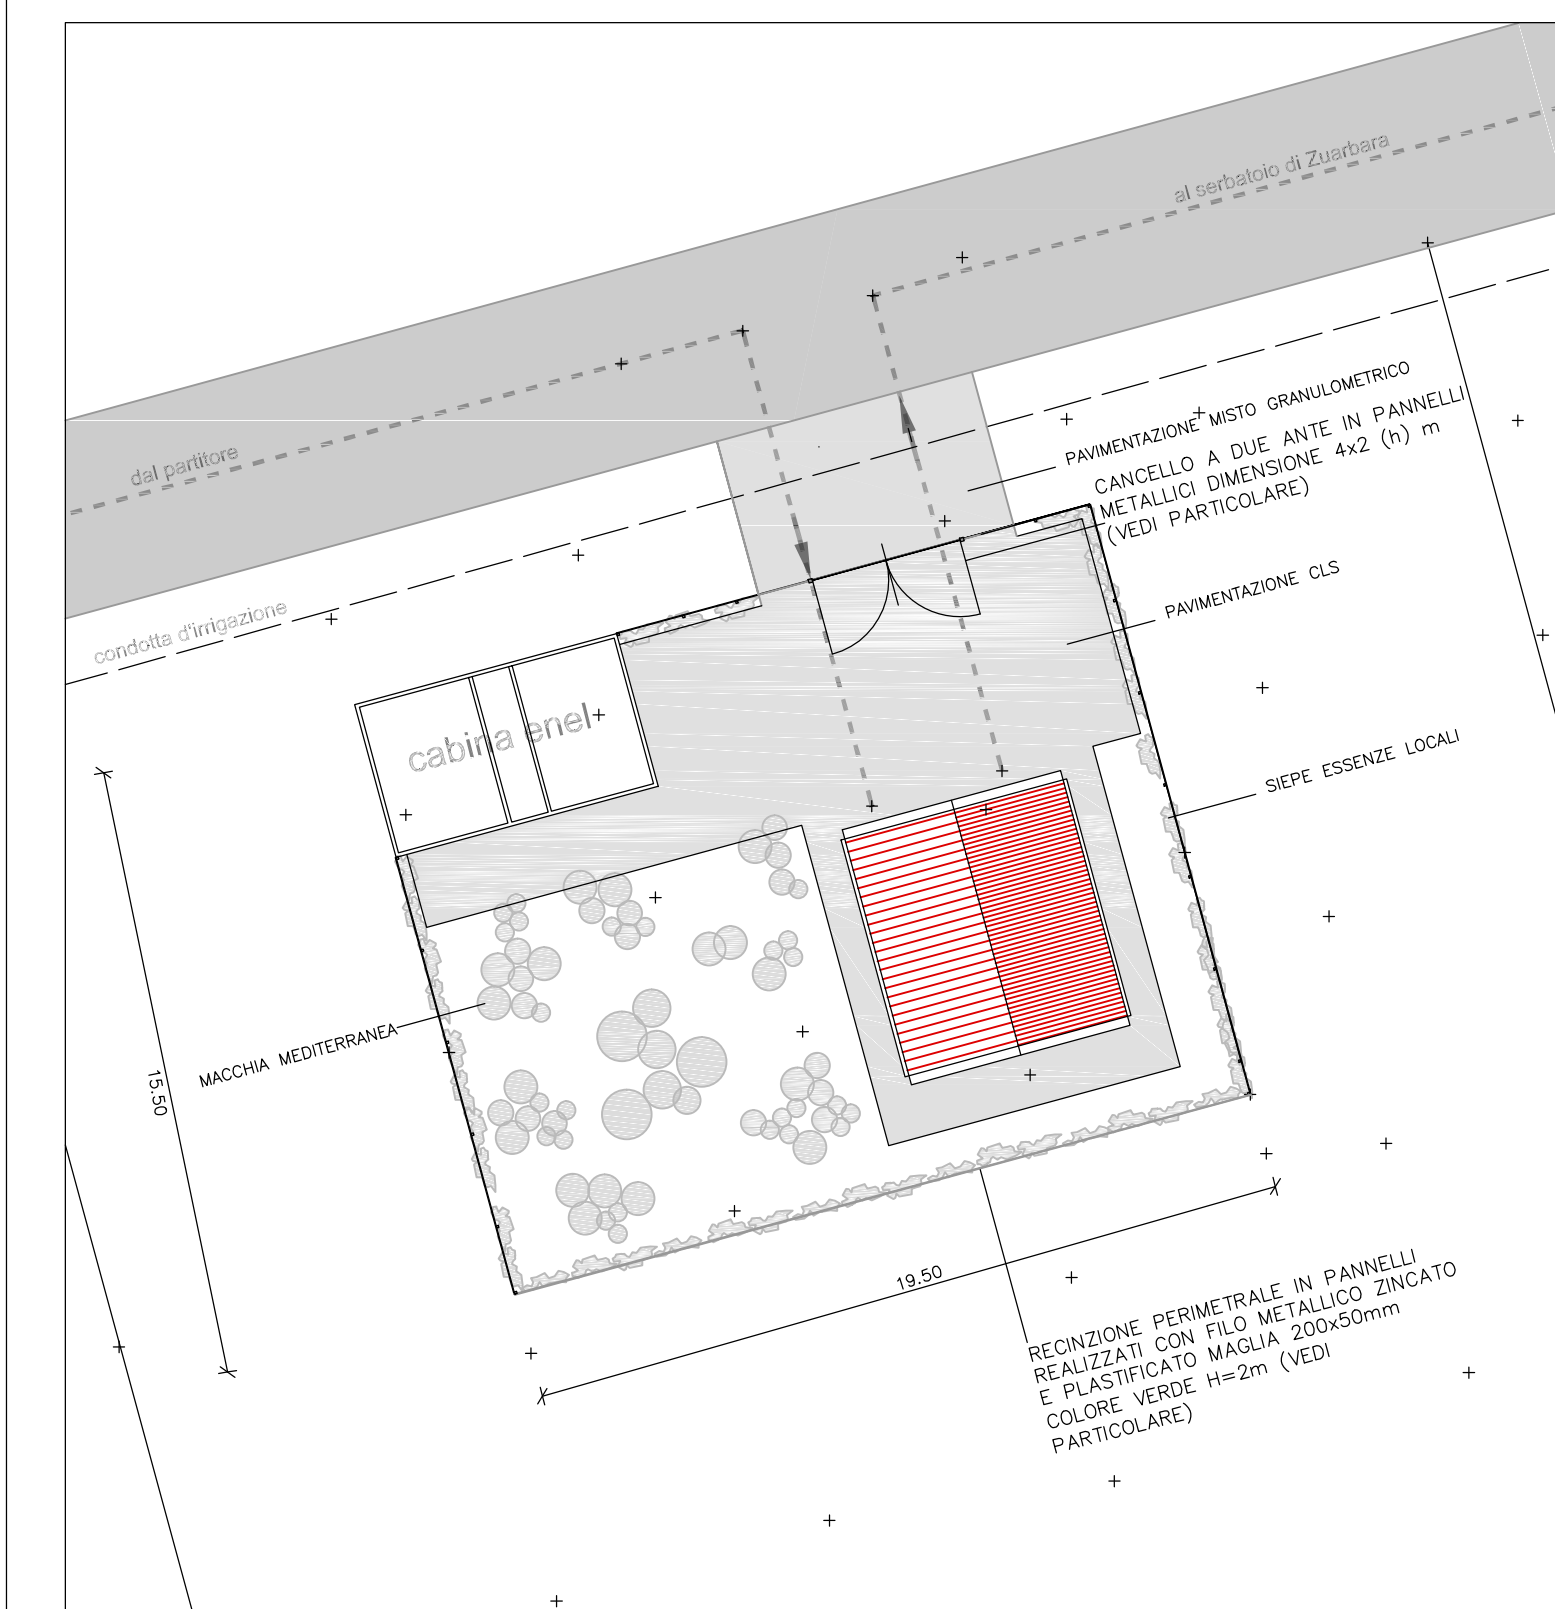 al serbatoio di Zuarbara
dal partitore
PAVIMENTAZIONE MISTO GRANULOMETRICO
CANCELLO A DUE ANTE IN PANNELLI
METALLICI DIMENSIONE 4x2 (h) m
(VEDI PARTICOLARE)
condotta d'irrigazione
PAVIMENTAZIONE CLS
cabina enel
SIEPE ESSENZE LOCALI
MACCHIA MEDITERRANEA
15.50
19.50
RECINZIONE PERIMETRALE IN PANNELLI
REALIZZATI CON FILO METALLICO ZINCATO
E PLASTIFICATO MAGLIA 200x50mm
COLORE VERDE H=2m (VEDI
PARTICOLARE)